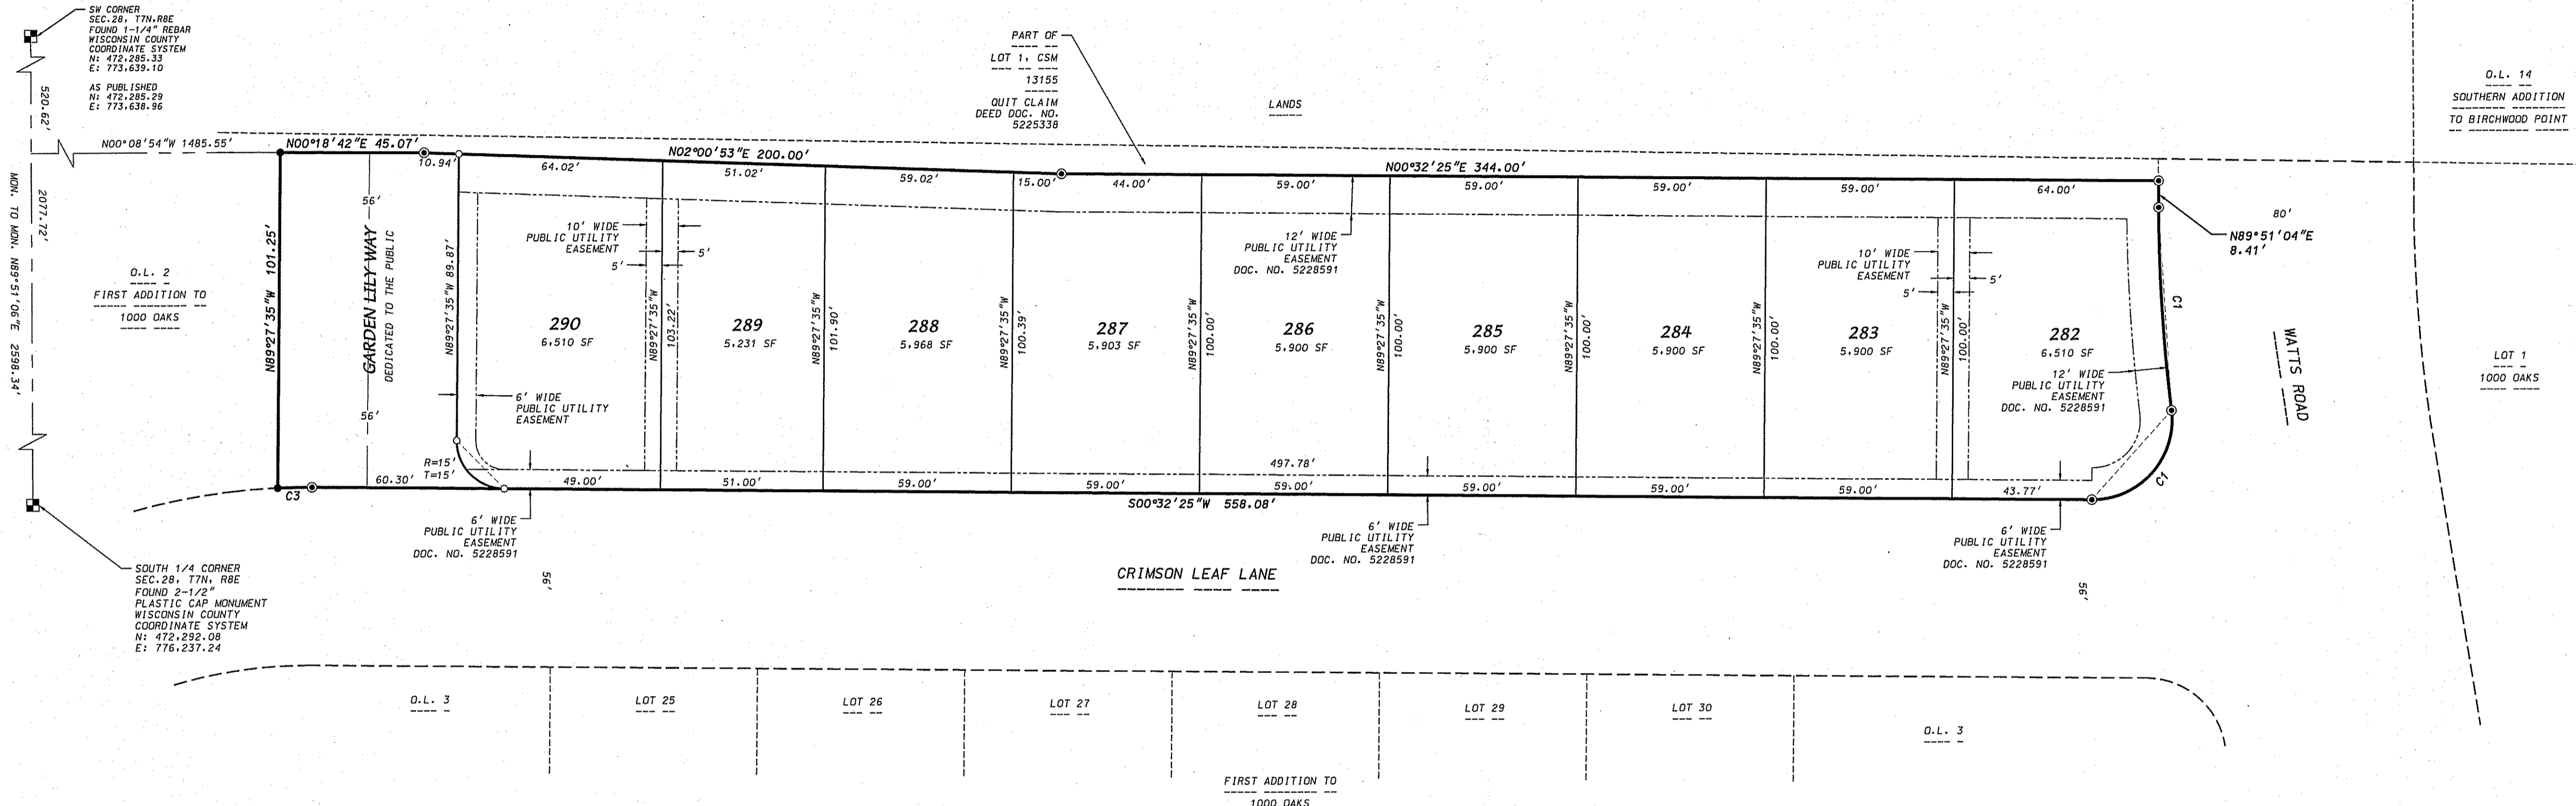 SW CORNER
SEC.28, T7N,R8E
FOUND 1-1/4" REBAR
WISCONSIN COUNTY
COORDINATE SYSTEM
N: 472,285.33
E: 773,639.10
AS PUBLISHED
N: 472,285.29
E: 773,638.96
520.62'
2077.72'
MON. TO MON. N89°51'06"E 2598.34'
N00°08'54"W 1485.55'
PART OF
LOT 1, CSM
13155
QUIT CLAIM
DEED DOC. NO.
5225338
LANDS
O.L. 14
SOUTHERN ADDITION
TO BIRCHWOOD POINT
N00°18'42"E 45.07'
N02°00'53"E 200.00'
N00°32'25"E 344.00'
10.94'
64.02'
51.02'
59.02'
15.00'
44.00'
59.00'
59.00'
59.00'
59.00'
64.00'
80'
N89°51'04"E
8.41'
O.L. 2
FIRST ADDITION TO
1000 OAKS
N89°27'35"W 101.25'
56'
GARDEN LILY WAY
DEDICATED TO THE PUBLIC
56'
N89°27'35"W 89.87'
10' WIDE
PUBLIC UTILITY
EASEMENT
5'
5'
12' WIDE
PUBLIC UTILITY
EASEMENT
DOC. NO. 5228591
10' WIDE
PUBLIC UTILITY
EASEMENT
5'
5'
290
6,510 SF
N89°27'35"W
103.22'
289
5,231 SF
N89°27'35"W
101.90'
288
5,968 SF
N89°27'35"W
100.39'
287
5,903 SF
N89°27'35"W
100.00'
286
5,900 SF
N89°27'35"W
100.00'
285
5,900 SF
N89°27'35"W
100.00'
284
5,900 SF
N89°27'35"W
100.00'
283
5,900 SF
N89°27'35"W
100.00'
282
6,510 SF
12' WIDE
PUBLIC UTILITY
EASEMENT
DOC. NO. 5228591
C1
WATTS ROAD
LOT 1
1000 OAKS
6' WIDE
PUBLIC UTILITY
EASEMENT
R=15'
T=15'
497.78'
C3
60.30'
49.00'
51.00'
59.00'
59.00'
59.00'
59.00'
59.00'
59.00'
43.77'
S00°32'25"W 558.08'
6' WIDE
PUBLIC UTILITY
EASEMENT
DOC. NO. 5228591
6' WIDE
PUBLIC UTILITY
EASEMENT
DOC. NO. 5228591
6' WIDE
PUBLIC UTILITY
EASEMENT
DOC. NO. 5228591
56'
CRIMSON LEAF LANE
56'
SOUTH 1/4 CORNER
SEC.28, T7N, R8E
FOUND 2-1/2"
PLASTIC CAP MONUMENT
WISCONSIN COUNTY
COORDINATE SYSTEM
N: 472,292.08
E: 776,237.24
O.L. 3
LOT 25
LOT 26
LOT 27
LOT 28
LOT 29
LOT 30
O.L. 3
FIRST ADDITION TO
1000 OAKS